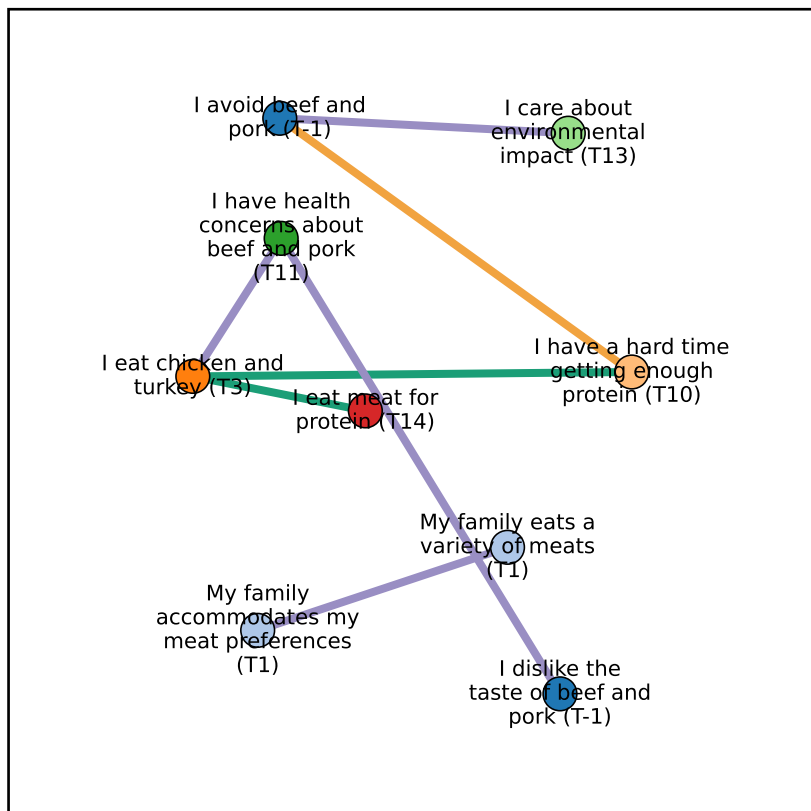 I avoid beef and
pork (T-1)
I care about
environmental
impact (T13)
I have health
concerns about
beef and pork
(T11)
I eat chicken and
turkey (T3)
I have a hard time
getting enough
protein (T10)
I eat meat for
protein (T14)
My family eats a
variety of meats
(T1)
My family
accommodates my
meat preferences
(T1)
I dislike the
taste of beef and
pork (T-1)